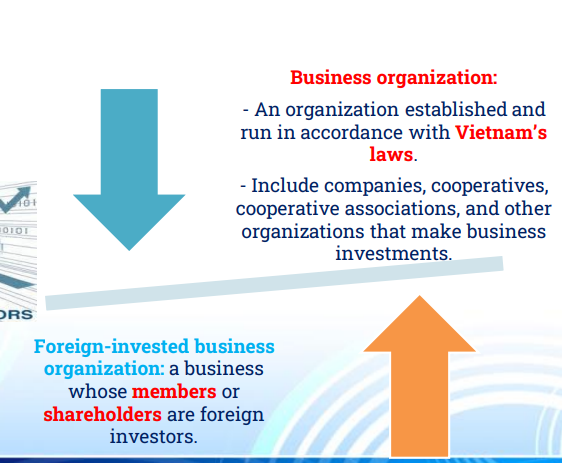 Business organization:
- An organization established and
run in accordance with Vietnam's
laws.
- Include companies, cooperatives,
cooperative associations, and other
organizations that make business
investments.
ORS
Foreign-invested business
organization: a business
whose members or
shareholders are foreign
investors.